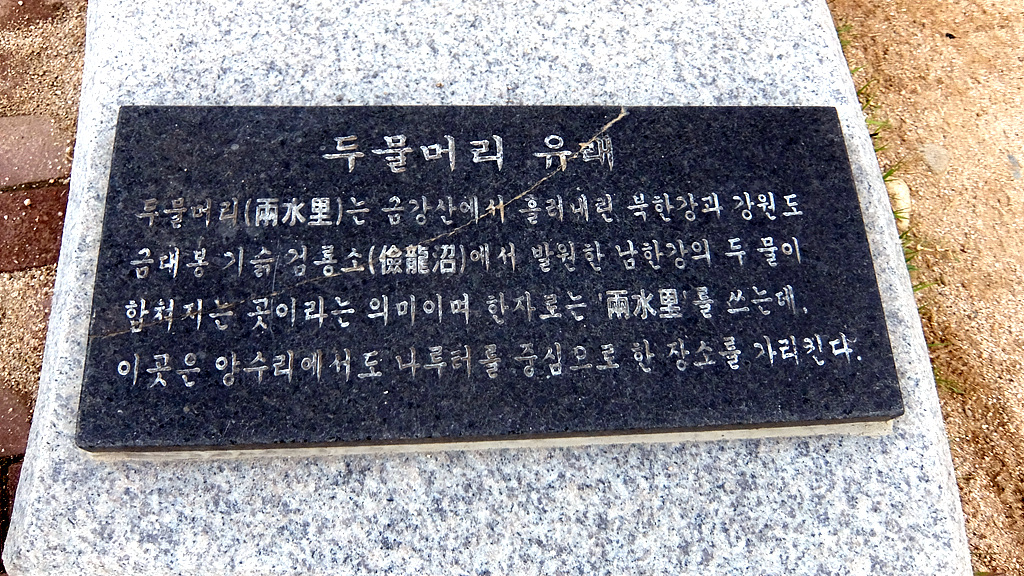 두물머리 유래
두물머리(兩水里)는 금강산에서 흘러내린 북한강과 강원도
금대봉 기슭 검룡소(儉龍沼)에서 발원한 남한강의 두 물이
합쳐지는 곳이라는 의미이며 한자로는 '兩水里'를 쓰는데,
이곳은 양수리에서도 나루터를 중심으로 한 장소를 가리킨다.